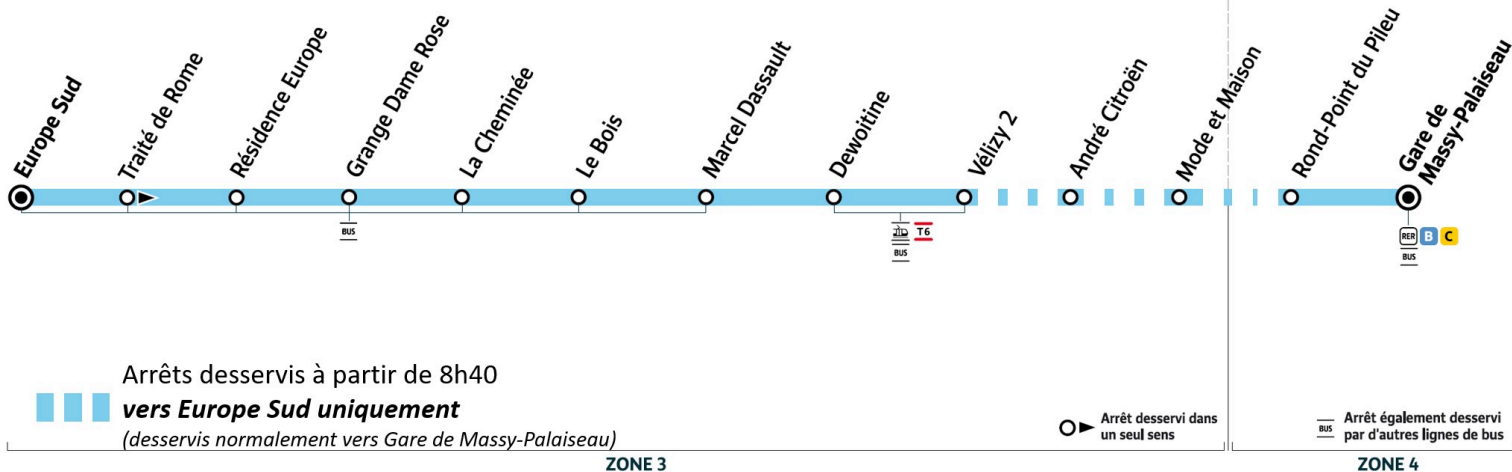 Europe Sud
Traité de Rome
Résidence Europe
Grange Dame Rose
La Cheminée
Le Bois
Marcel Dassault
Dewoitine
Vélizy 2
André Citroën
Mode et Maison
Rond-Point du Pileu
Gare de
Massy-Palaiseau
BUS
T6
BUS
RER B C
BUS
Arrêts desservis à partir de 8h40
vers Europe Sud uniquement
(desservis normalement vers Gare de Massy-Palaiseau)
Arrêt desservi dans
un seul sens
BUS
Arrêt également desservi
par d'autres lignes de bus
ZONE 3
ZONE 4